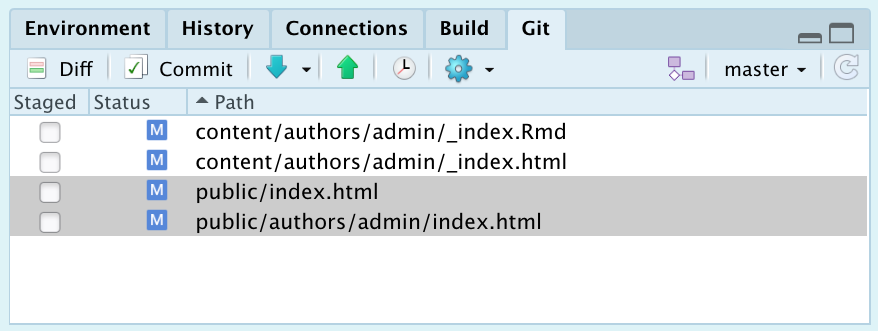 Environment History Connections Build Git
Diff Commit master
Staged Status Path
M content/authors/admin/_index.Rmd
M content/authors/admin/_index.html
M public/index.html
M public/authors/admin/index.html